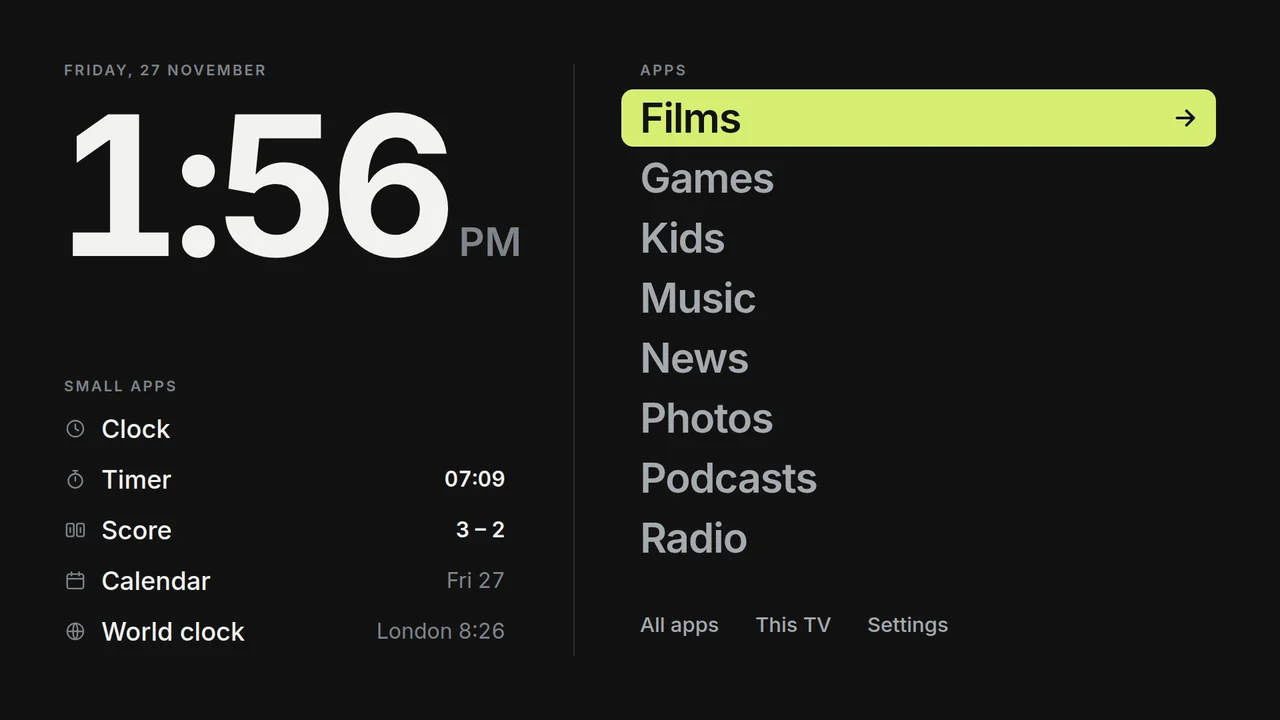 FRIDAY, 27 NOVEMBER
1:56 PM
SMALL APPS
Clock
Timer 07:09
Score 3 – 2
Calendar Fri 27
World clock London 8:26
APPS
Films
Games
Kids
Music
News
Photos
Podcasts
Radio
All apps This TV Settings